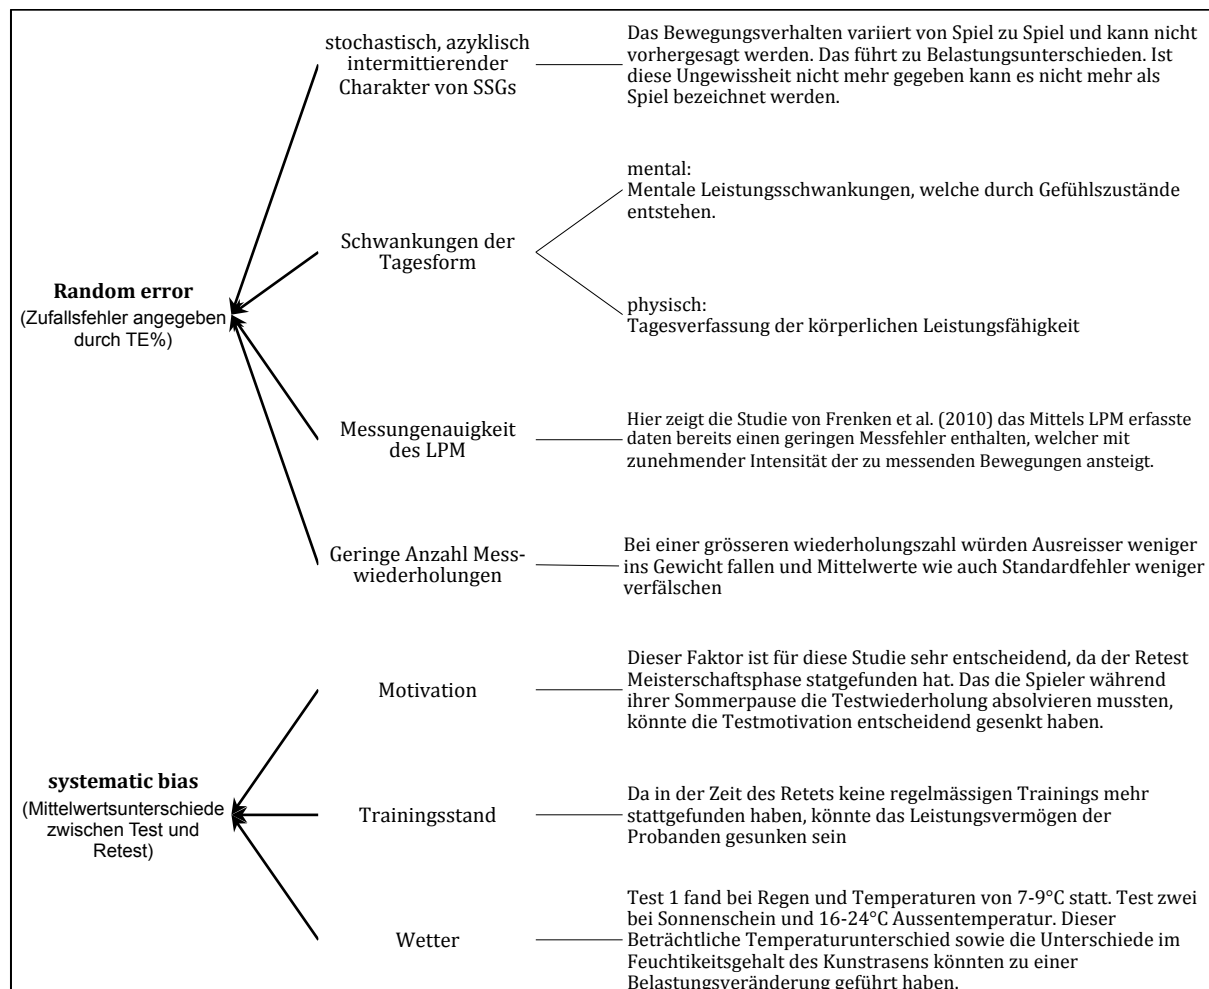 stochastisch, azyklisch
intermittierender
Charakter von SSGs
Das Bewegungsverhalten variiert von Spiel zu Spiel und kann nicht
vorhergesagt werden. Das führt zu Belastungsunterschieden. Ist
diese Ungewissheit nicht mehr gegeben kann es nicht mehr als
Spiel bezeichnet werden.
mental:
Mentale Leistungsschwankungen, welche durch Gefühlszustände
entstehen.
Schwankungen der
Tagesform
Random error
(Zufallsfehler angegeben
durch TE%)
physisch:
Tagesverfassung der körperlichen Leistungsfähigkeit
Messungenauigkeit
des LPM
Hier zeigt die Studie von Frenken et al. (2010) das Mittels LPM erfasste
daten bereits einen geringen Messfehler enthalten, welcher mit
zunehmender Intensität der zu messenden Bewegungen ansteigt.
Geringe Anzahl Mess-
wiederholungen
Bei einer grösseren wiederholungszahl würden Ausreisser weniger
ins Gewicht fallen und Mittelwerte wie auch Standardfehler weniger
verfälschen
Motivation
Dieser Faktor ist für diese Studie sehr entscheidend, da der Retest
Meisterschaftsphase statgefunden hat. Das die Spieler während
ihrer Sommerpause die Testwiederholung absolvieren mussten,
könnte die Testmotivation entscheidend gesenkt haben.
systematic bias
(Mittelwertsunterschiede
zwischen Test und
Retest)
Trainingsstand
Da in der Zeit des Retets keine regelmässigen Trainings mehr
stattgefunden haben, könnte das Leistungsvermögen der
Probanden gesunken sein
Wetter
Test 1 fand bei Regen und Temperaturen von 7-9°C statt. Test zwei
bei Sonnenschein und 16-24°C Aussentemperatur. Dieser
Beträchtliche Temperaturunterschied sowie die Unterschiede im
Feuchtikeitsgehalt des Kunstrasens könnten zu einer
Belastungsveränderung geführt haben.